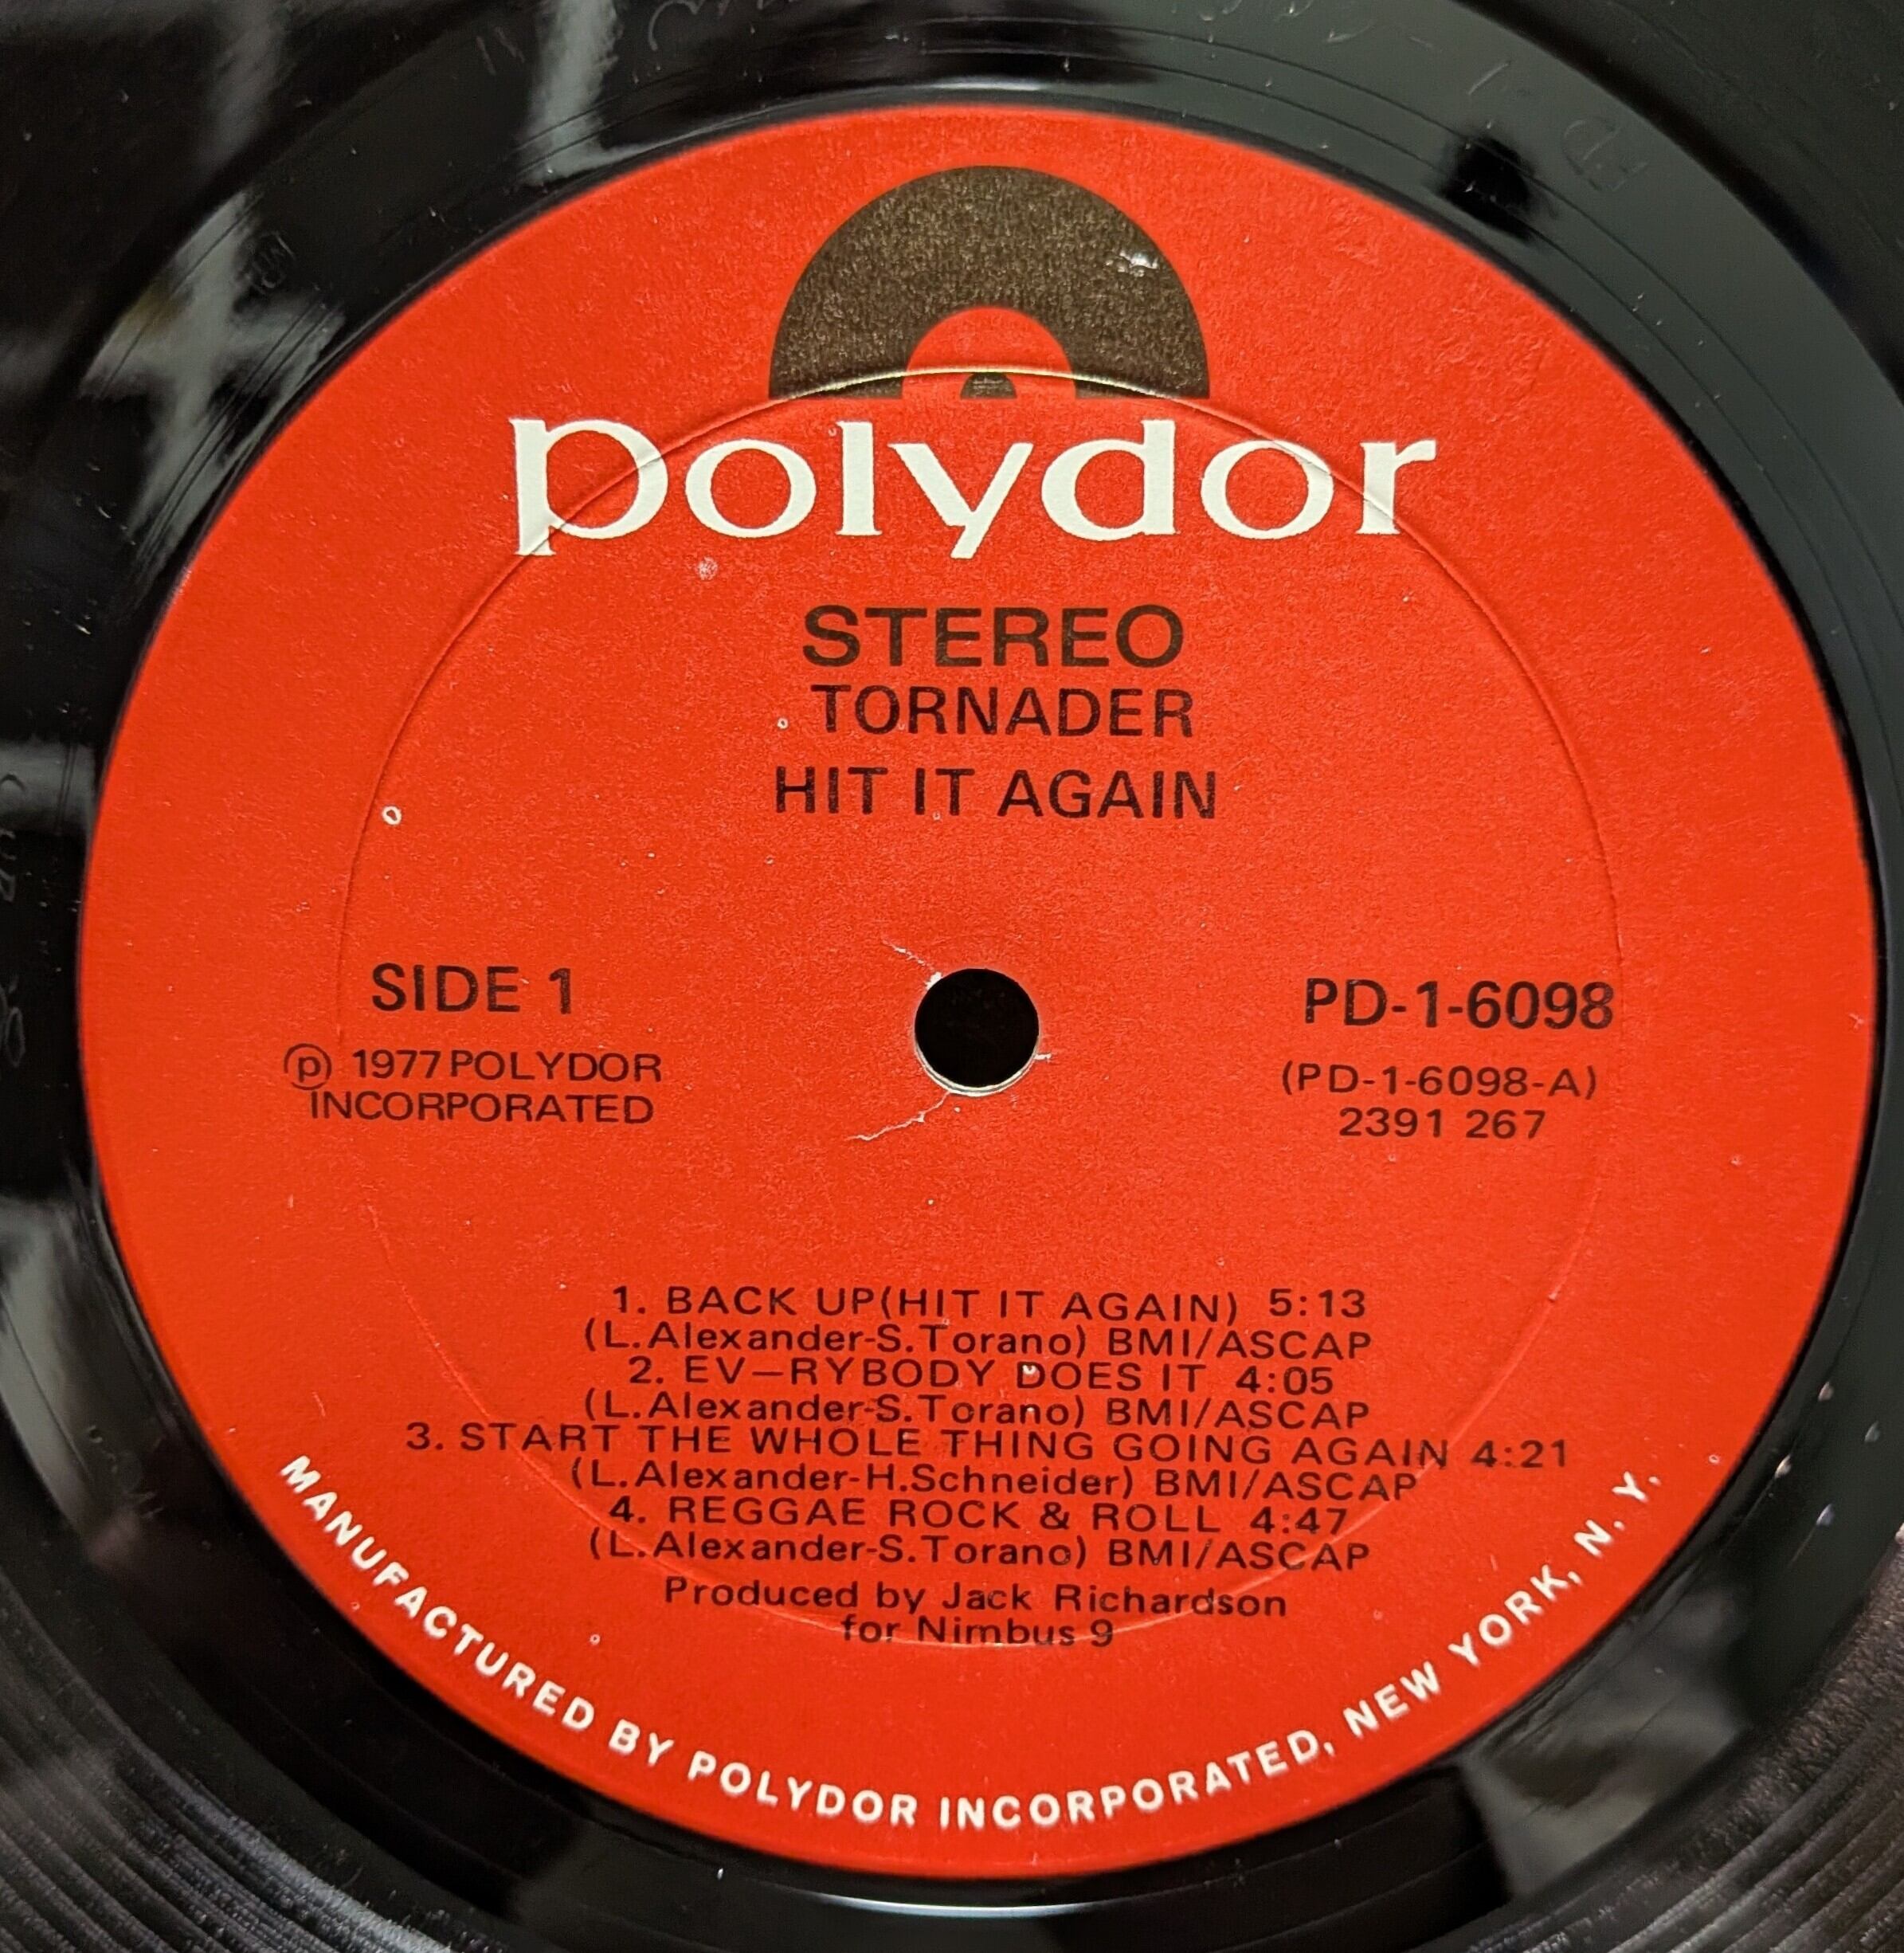 polydor
STEREO
TORNADER
HIT IT AGAIN
SIDE 1
℗ 1977 POLYDOR
INCORPORATED
PD-1-6098
(PD-1-6098-A)
2391 267
1. BACK UP(HIT IT AGAIN) 5:13
(L.Alexander-S.Torano) BMI/ASCAP
2. EV—RYBODY DOES IT 4:05
(L.Alexander-S.Torano) BMI/ASCAP
3. START THE WHOLE THING GOING AGAIN 4:21
(L.Alexander-H.Schneider) BMI/ASCAP
4. REGGAE ROCK & ROLL 4:47
(L.Alexander-S.Torano) BMI/ASCAP
Produced by Jack Richardson
for Nimbus 9
MANUFACTURED BY POLYDOR INCORPORATED, NEW YORK, N.Y.